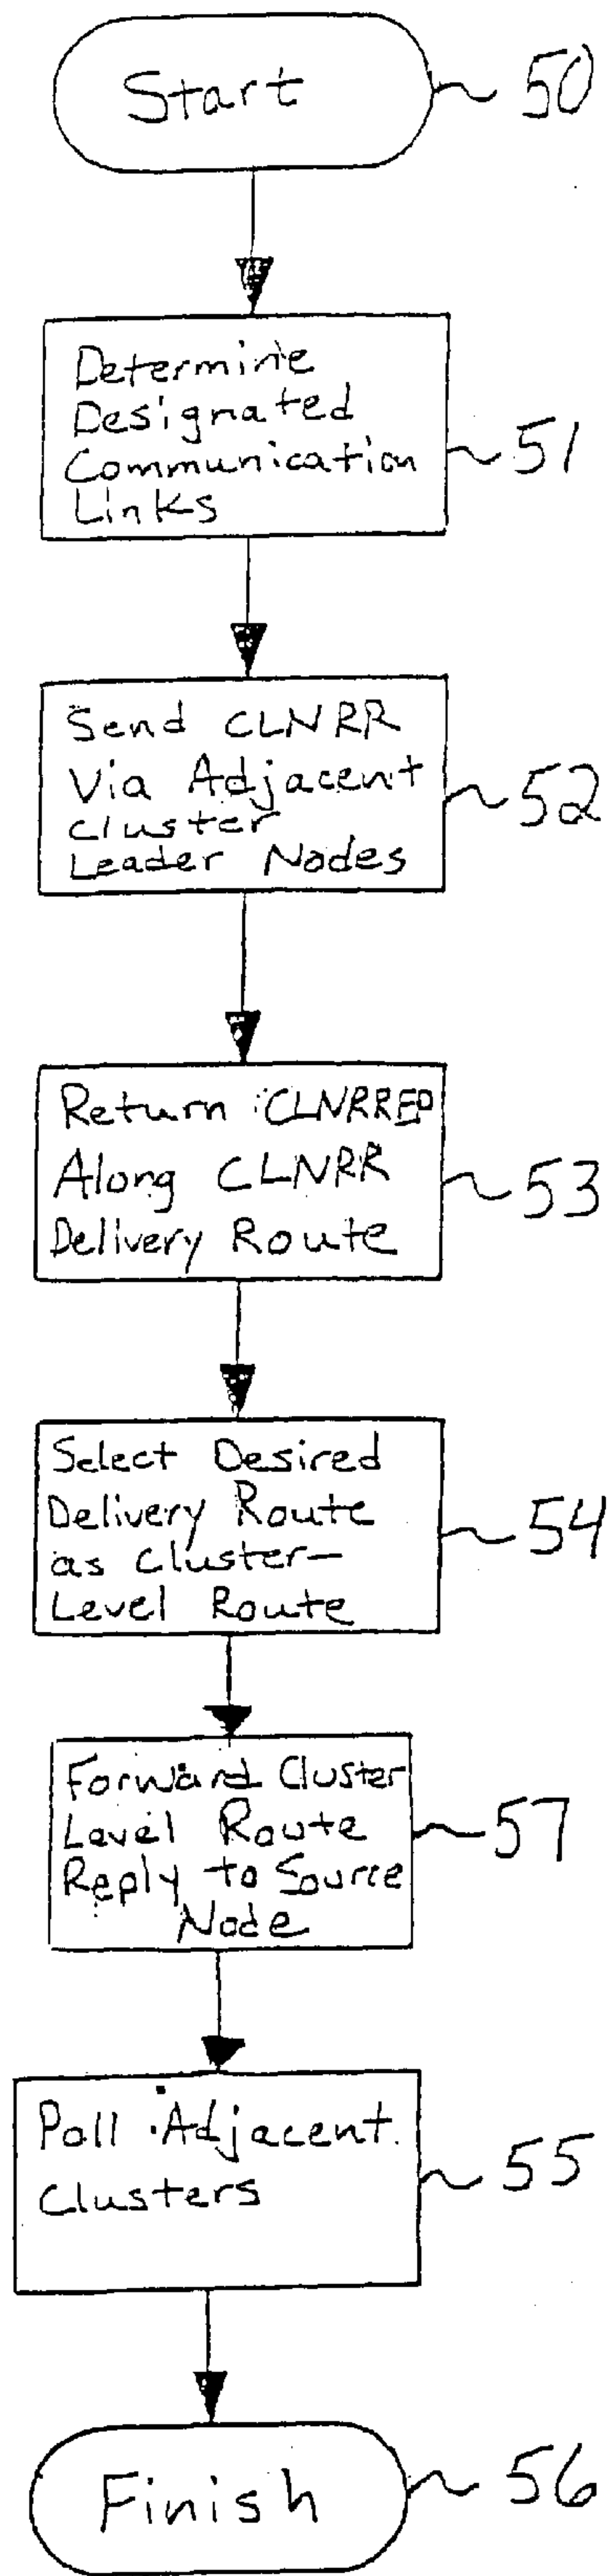 Start
50
Determine
Designated
Communication
Links
51
Send CLNRR
Via Adjacent
Cluster
Leader Nodes
52
Return CLNRREP
Along CLNRR
Delivery Route
53
Select Desired
Delivery Route
as Cluster-
Level Route
54
Forward Cluster
Level Route
Reply to Source
Node
57
Poll Adjacent
Clusters
55
Finish
56